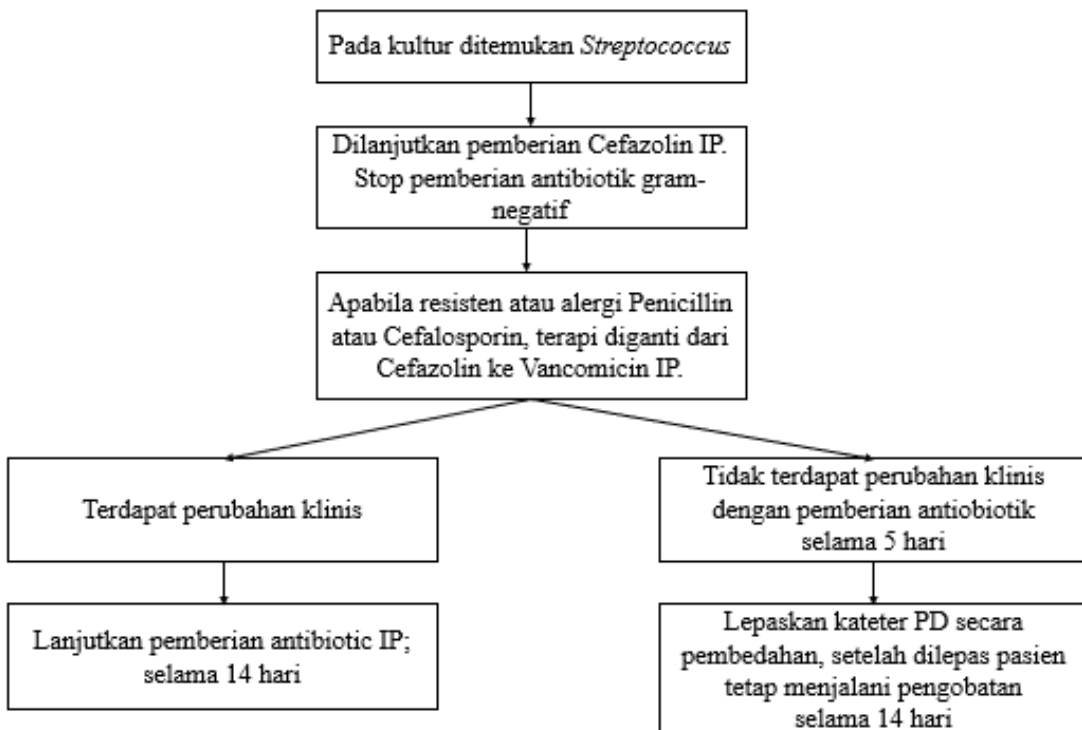 Pada kultur ditemukan Streptococcus
Dilanjutkan pemberian Cefazolin IP.
Stop pemberian antibiotik gram-
negatif
Apabila resisten atau alergi Penicillin
atau Cefalosporin, terapi diganti dari
Cefazolin ke Vancomicin IP.
Terdapat perubahan klinis
Tidak terdapat perubahan klinis
dengan pemberian antiobiotik
selama 5 hari
Lanjutkan pemberian antibiotic IP;
selama 14 hari
Lepaskan kateter PD secara
pembedahan, setelah dilepas pasien
tetap menjalani pengobatan
selama 14 hari